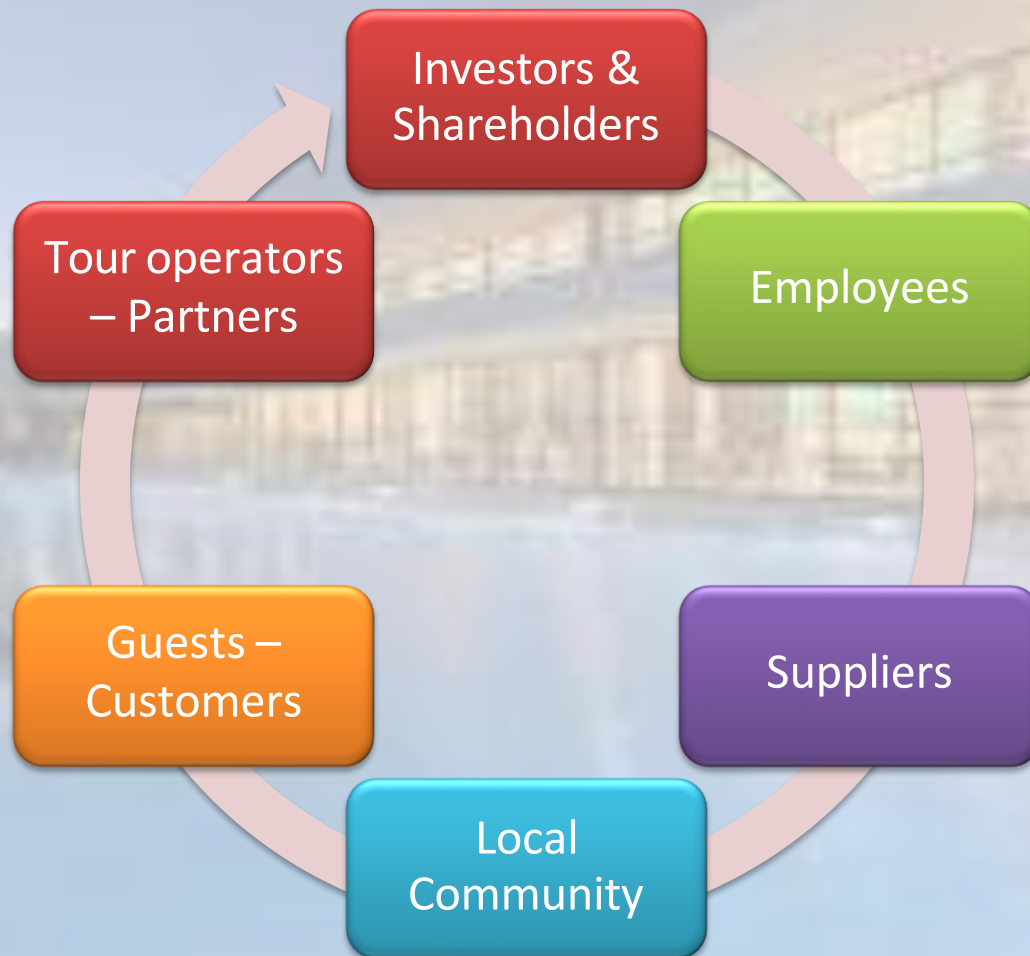 Investors &
Shareholders
Employees
Suppliers
Local
Community
Guests –
Customers
Tour operators
– Partners